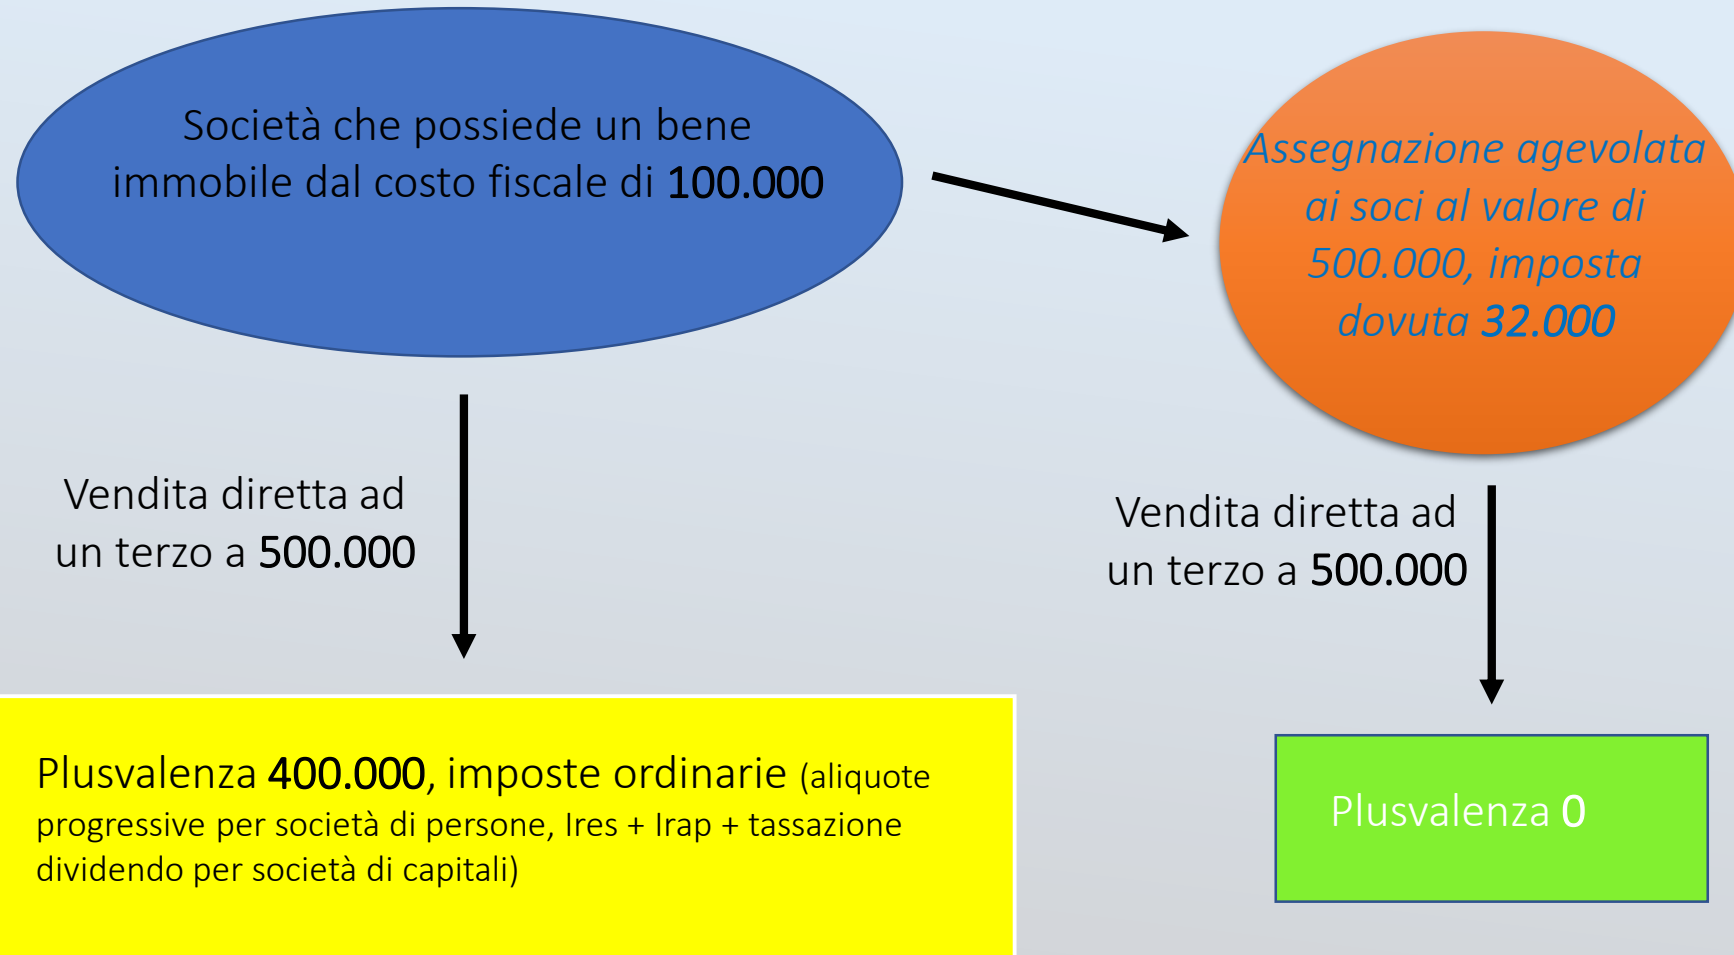 Società che possiede un bene
immobile dal costo fiscale di 100.000
Assegnazione agevolata
ai soci al valore di
500.000, imposta
dovuta 32.000
Vendita diretta ad
un terzo a 500.000
Vendita diretta ad
un terzo a 500.000
Plusvalenza 400.000, imposte ordinarie (aliquote
progressive per società di persone, Ires + Irap + tassazione
dividendo per società di capitali)
Plusvalenza 0